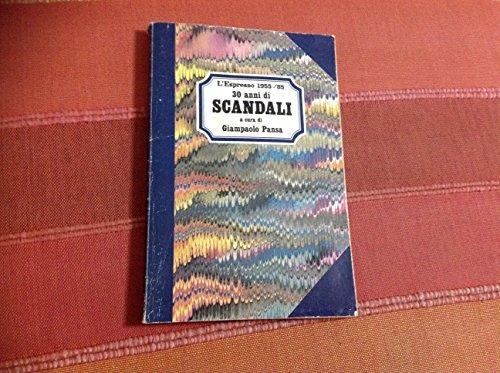 L'Espresso 1955/85
30 anni di
SCANDALI
a cura di
Giampaolo Pansa